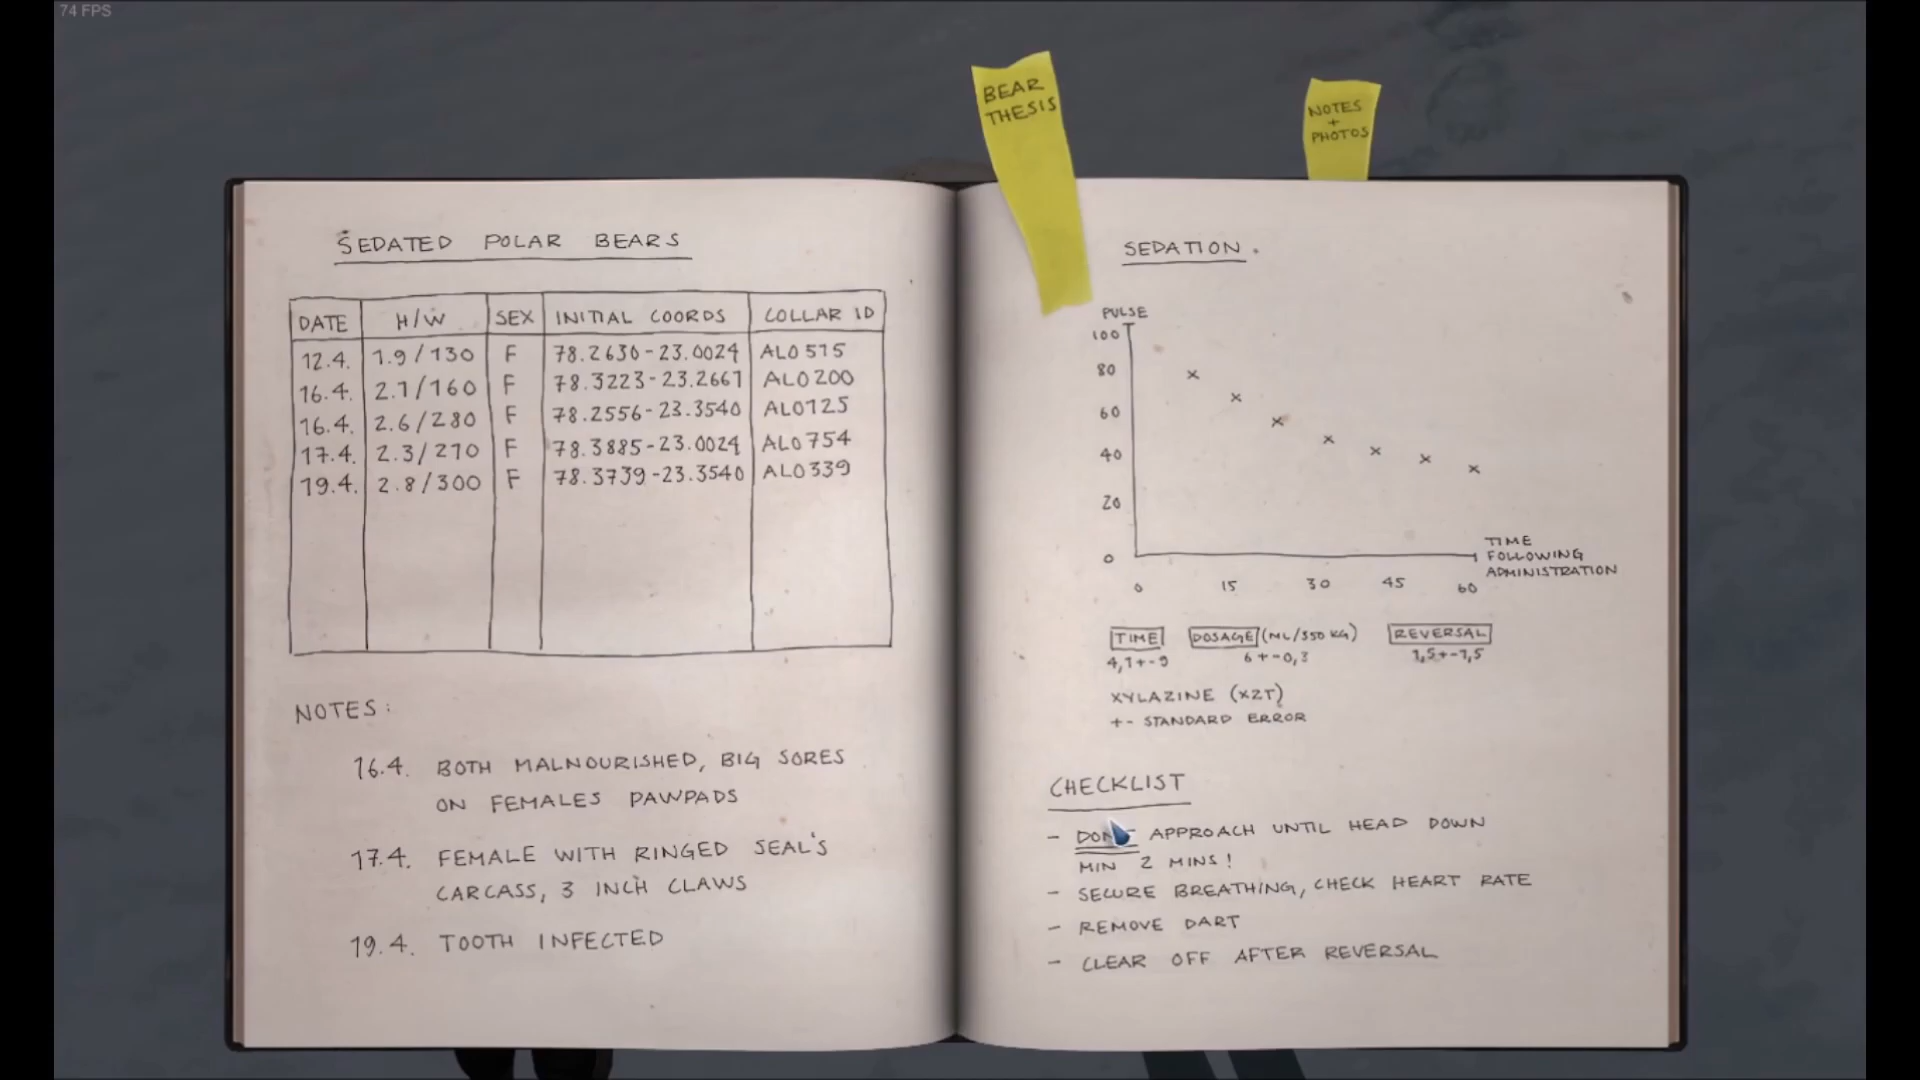 74 FPS
BEAR
THESIS
NOTES
+
PHOTOS
SEDATED POLAR BEARS
DATE H/W SEX INITIAL COORDS COLLAR ID
12.4. 1.9/130 F 78.2630-23.0024 AL0515
16.4. 2.1/160 F 78.3223-23.2661 AL0200
16.4. 2.6/280 F 78.2556-23.3540 AL0125
17.4. 2.3/210 F 78.3885-23.0024 AL0754
19.4. 2.8/300 F 78.3739-23.3540 AL0339
NOTES:
16.4. BOTH MALNOURISHED, BIG SORES
ON FEMALES PAWPADS
17.4. FEMALE WITH RINGED SEAL'S
CARCASS, 3 INCH CLAWS
19.4. TOOTH INFECTED
SEDATION.
PULSE
100
80
60
40
20
0
0 15 30 45 60
TIME
FOLLOWING
ADMINISTRATION
TIME DOSAGE (ML/350 KG) REVERSAL
4,1+-9 6+-0,3 1,5+-1,5
XYLAZINE (XZT)
+- STANDARD ERROR
CHECKLIST
- APPROACH UNTIL HEAD DOWN
MIN 2 MINS!
- SECURE BREATHING, CHECK HEART RATE
- REMOVE DART
- CLEAR OFF AFTER REVERSAL